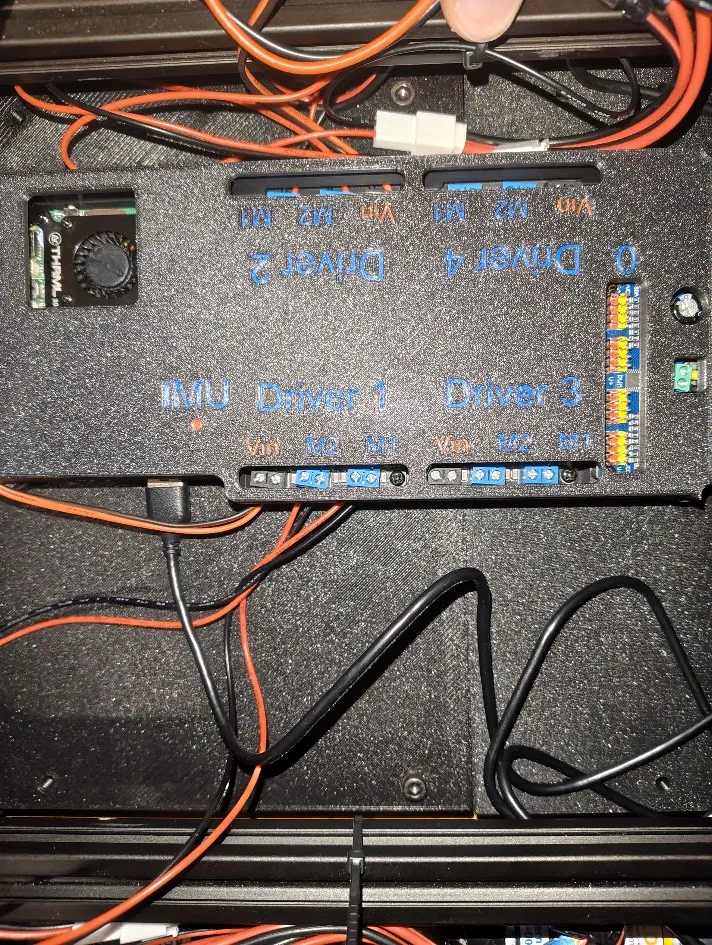 M1 M2 Vin
M1 M2 Vin
Driver 2
Driver 4
0
IMU
Driver 1
Driver 3
Vin M2 M1
Vin M2 M1